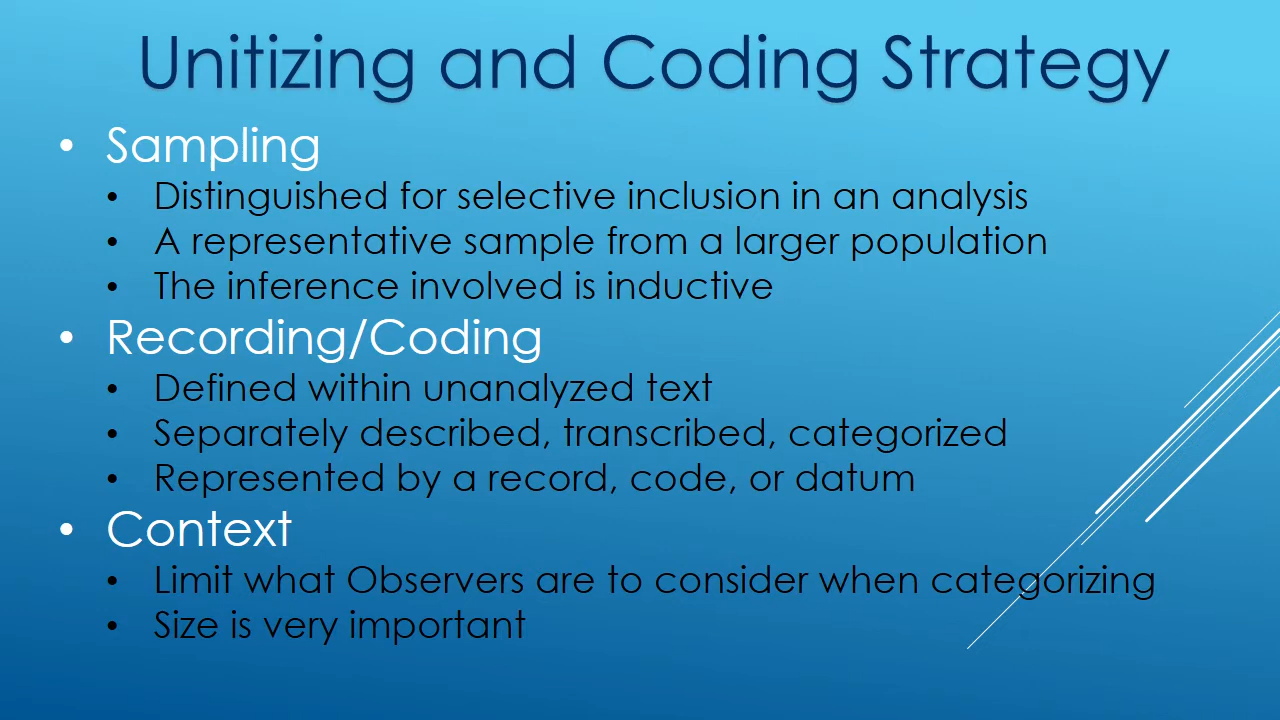 Unitizing and Coding Strategy
• Sampling
• Distinguished for selective inclusion in an analysis
• A representative sample from a larger population
• The inference involved is inductive
• Recording/Coding
• Defined within unanalyzed text
• Separately described, transcribed, categorized
• Represented by a record, code, or datum
• Context
• Limit what Observers are to consider when categorizing
• Size is very important